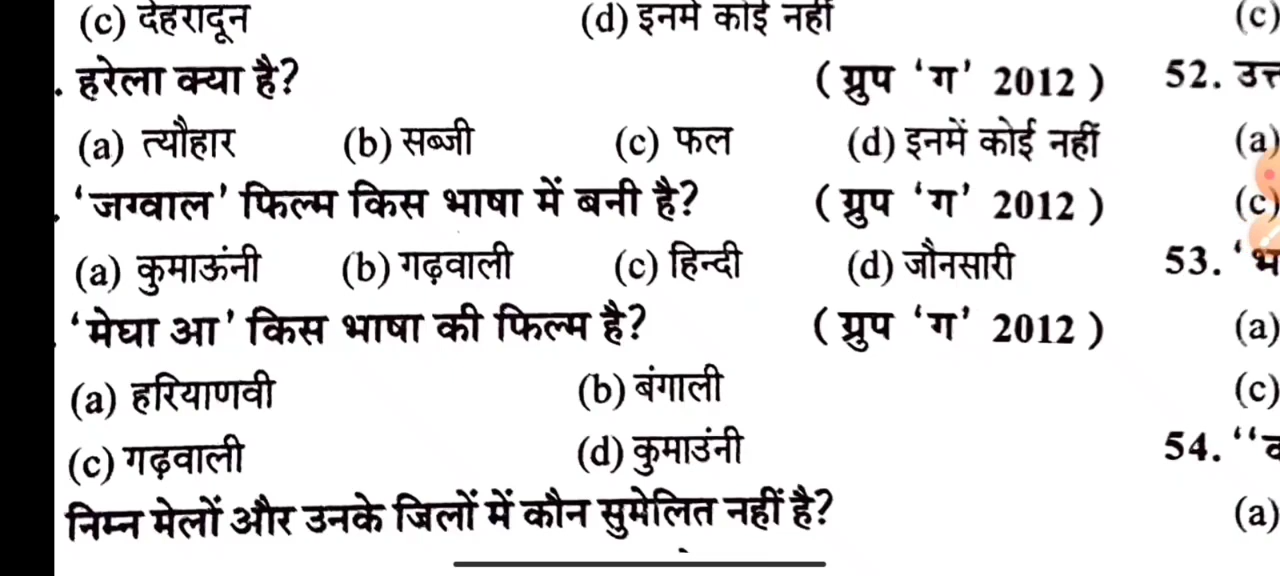 (c) देहरादून (d) इनमें कोई नहीं
. हरेला क्या है? ( ग्रुप ‘ग’ 2012 )
(a) त्यौहार (b) सब्जी (c) फल (d) इनमें कोई नहीं
. ‘जग्वाल’ फिल्म किस भाषा में बनी है? ( ग्रुप ‘ग’ 2012 )
(a) कुमाऊंनी (b) गढ़वाली (c) हिन्दी (d) जौनसारी
‘मेघा आ’ किस भाषा की फिल्म है? ( ग्रुप ‘ग’ 2012 )
(a) हरियाणवी (b) बंगाली
(c) गढ़वाली (d) कुमाउंनी
निम्न मेलों और उनके जिलों में कौन सुमेलित नहीं है?
(c)
52.
(a)
(c)
53.
(a)
(c)
54.
(a)